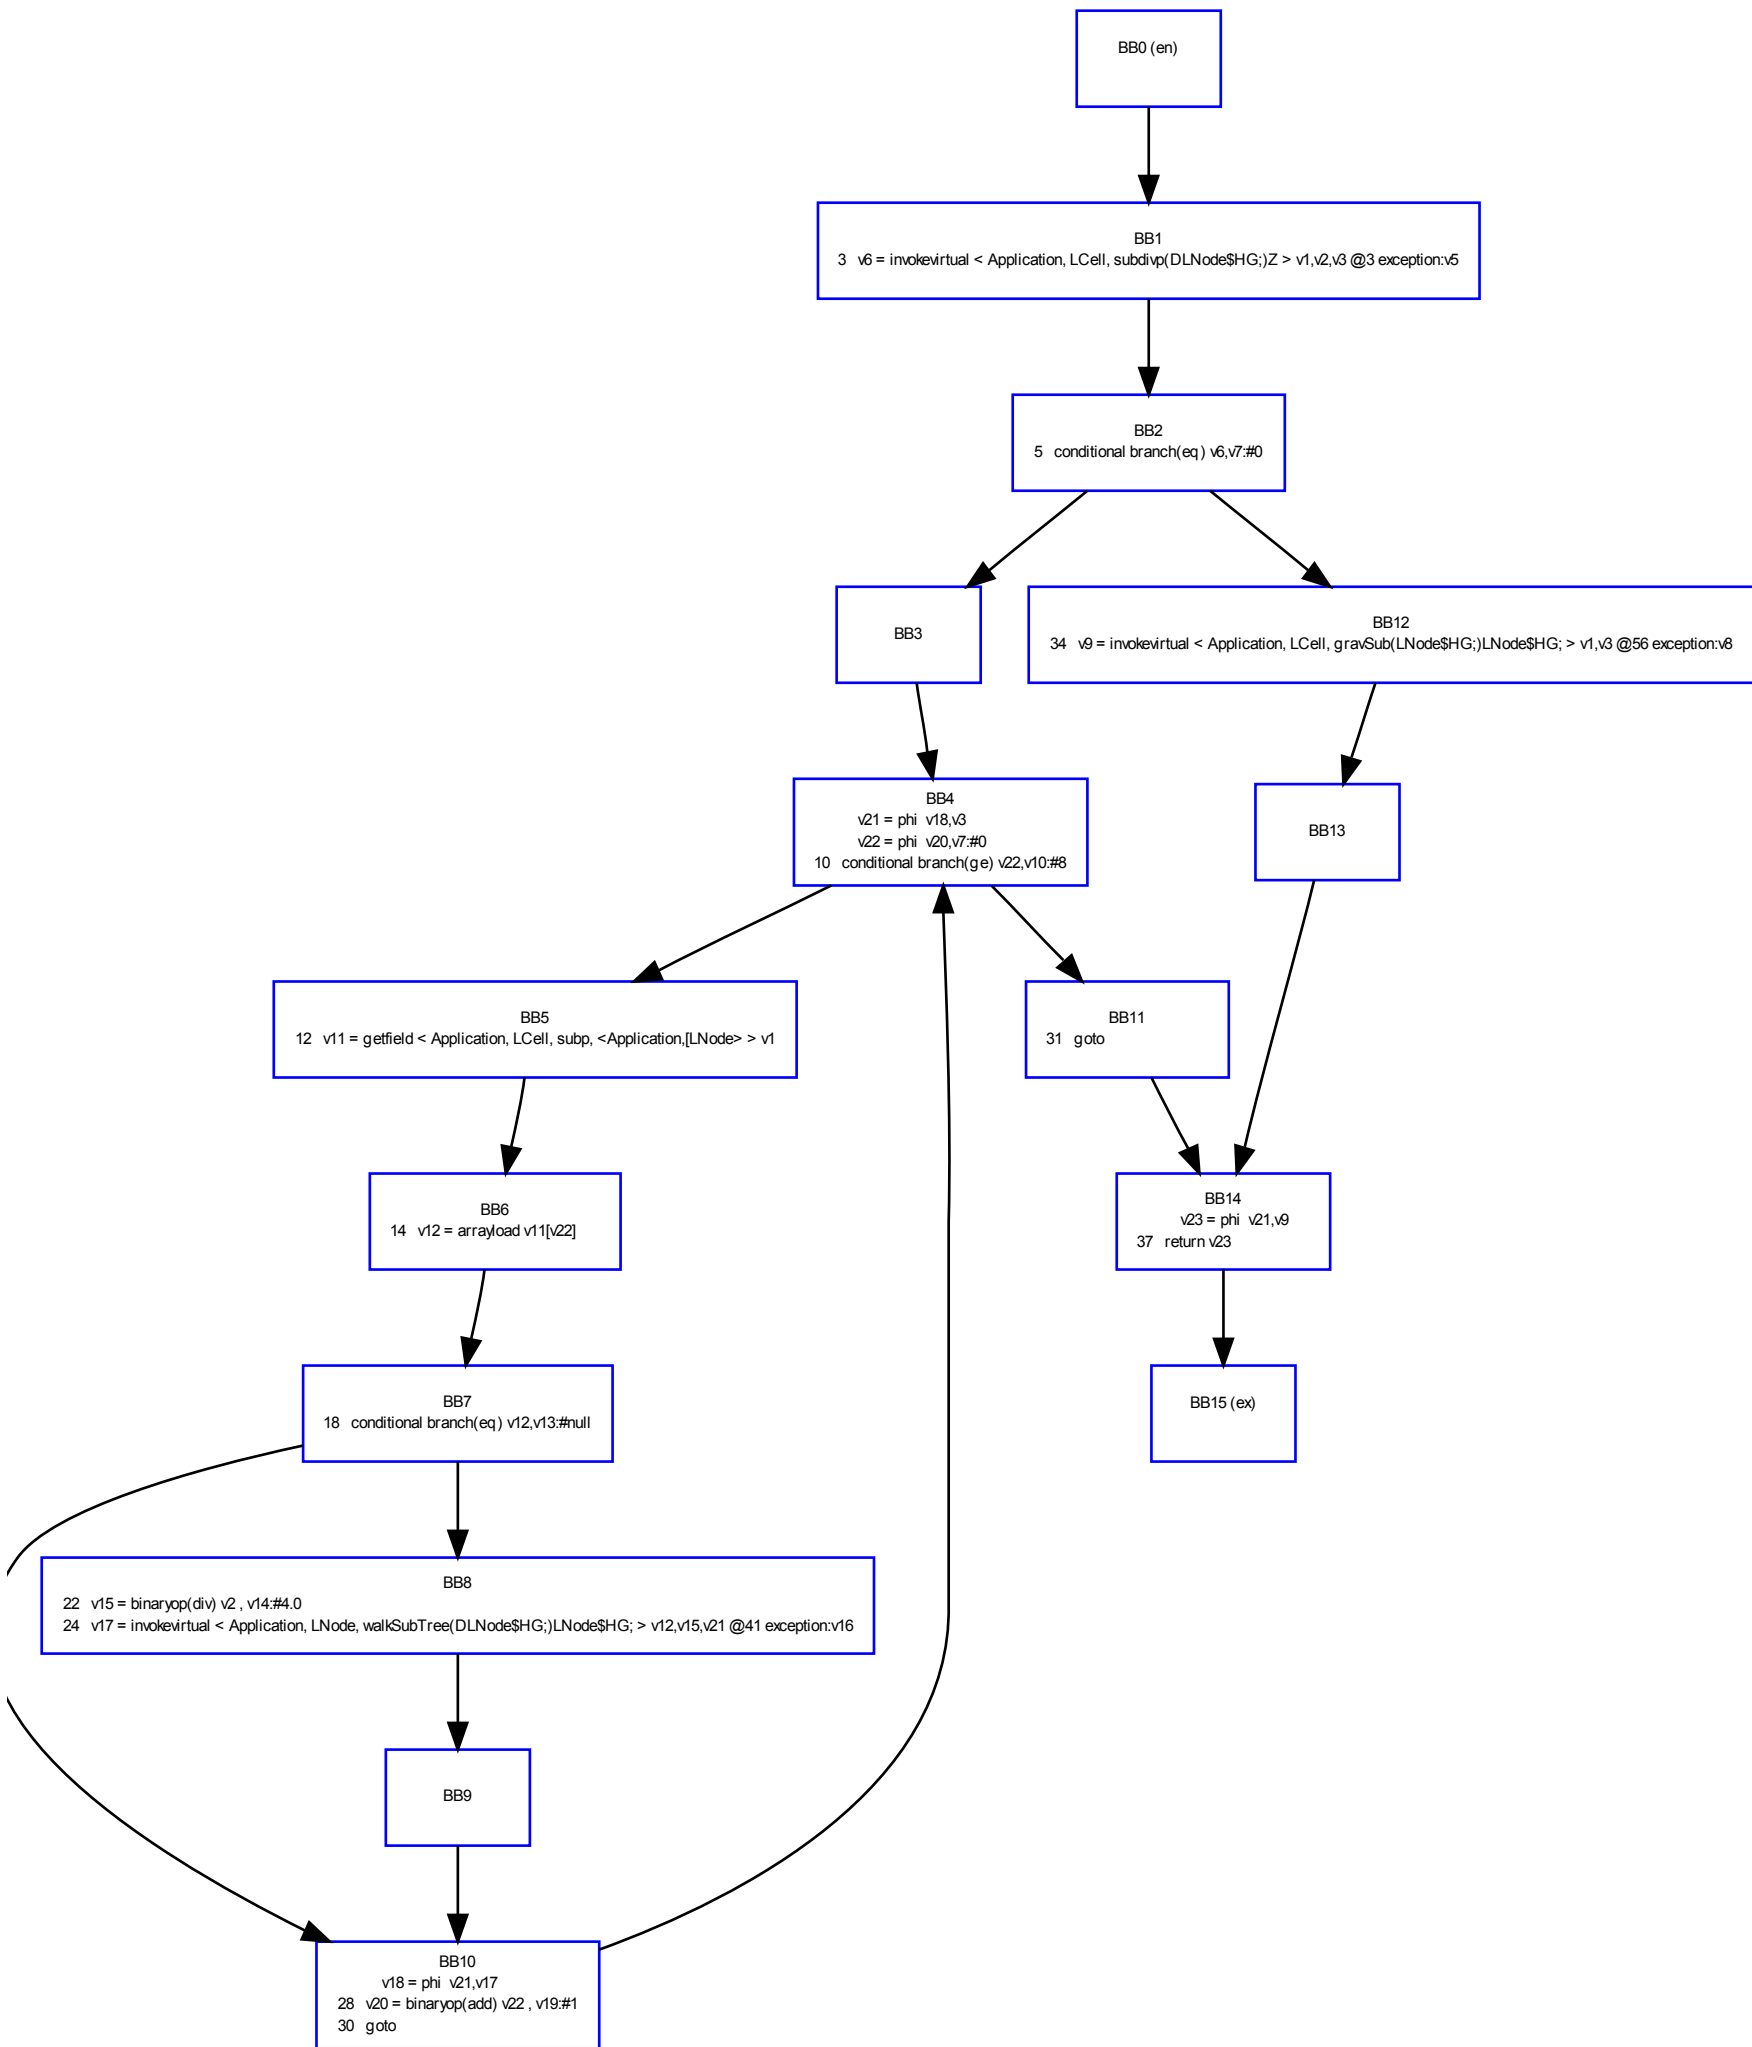 BB0 (en)
BB1
3 v6 = invokevirtual < Application, LCell, subdivp(DLNode$HG;)Z > v1,v2,v3 @3 exception:v5
BB2
5 conditional branch(eq) v6,v7:#0
BB3
BB12
34 v9 = invokevirtual < Application, LCell, gravSub(LNode$HG;)LNode$HG; > v1,v3 @56 exception:v8
BB4
v21 = phi v18,v3
v22 = phi v20,v7:#0
10 conditional branch(ge) v22,v10:#8
BB13
BB5
12 v11 = getfield < Application, LCell, subp, <Application,[LNode> > v1
BB11
31 goto
BB6
14 v12 = arrayload v11[v22]
BB14
v23 = phi v21,v9
37 return v23
BB7
18 conditional branch(eq) v12,v13:#null
BB15 (ex)
BB8
22 v15 = binaryop(div) v2 , v14:#4.0
24 v17 = invokevirtual < Application, LNode, walkSubTree(DLNode$HG;)LNode$HG; > v12,v15,v21 @41 exception:v16
BB9
BB10
v18 = phi v21,v17
28 v20 = binaryop(add) v22 , v19:#1
30 goto